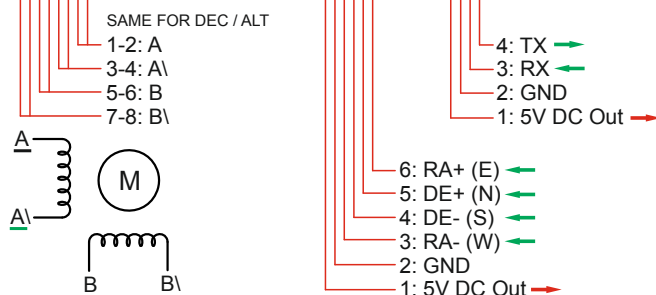 SAME FOR DEC / ALT
1-2: A
3-4: A\
5-6: B
7-8: B\
A
A\
M
B
B\
4: TX
3: RX
2: GND
1: 5V DC Out
6: RA+ (E)
5: DE+ (N)
4: DE- (S)
3: RA- (W)
2: GND
1: 5V DC Out